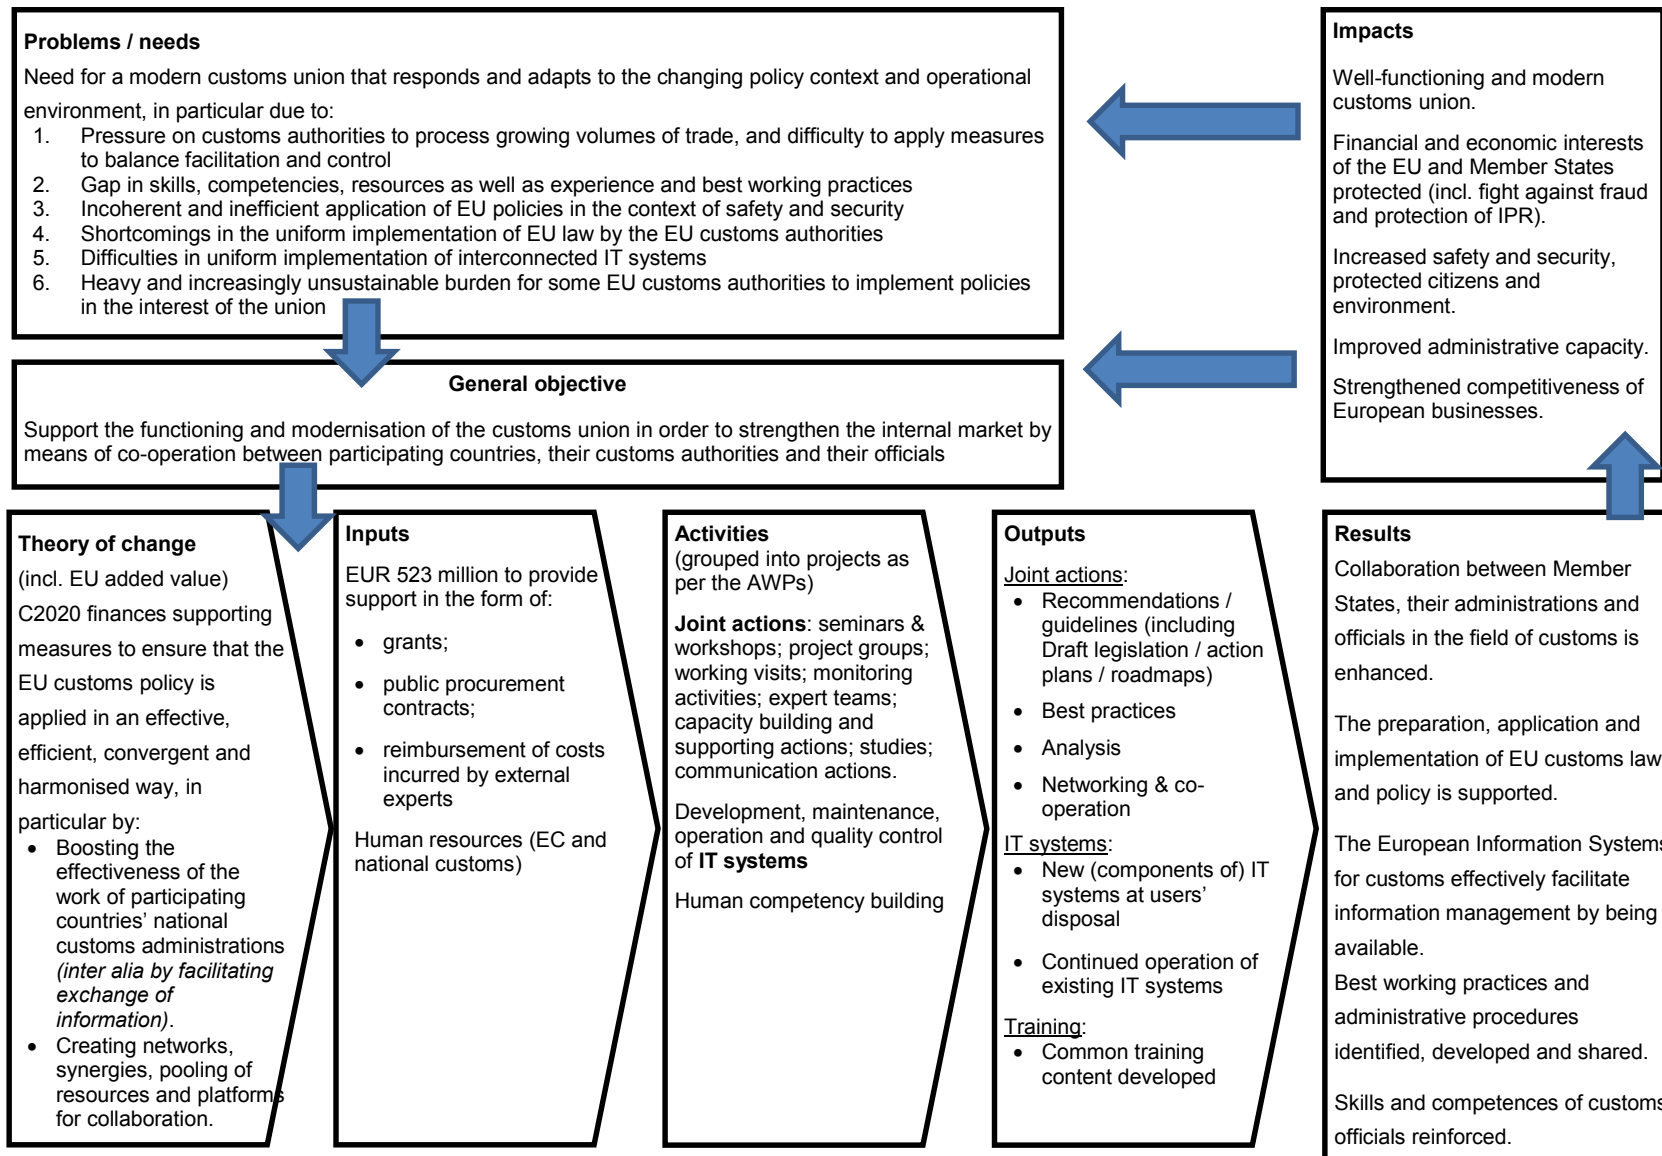 Problems / needs
Need for a modern customs union that responds and adapts to the changing policy context and operational
environment, in particular due to:
1. Pressure on customs authorities to process growing volumes of trade, and difficulty to apply measures
to balance facilitation and control
2. Gap in skills, competencies, resources as well as experience and best working practices
3. Incoherent and inefficient application of EU policies in the context of safety and security
4. Shortcomings in the uniform implementation of EU law by the EU customs authorities
5. Difficulties in uniform implementation of interconnected IT systems
6. Heavy and increasingly unsustainable burden for some EU customs authorities to implement policies
in the interest of the union
General objective
Support the functioning and modernisation of the customs union in order to strengthen the internal market by
means of co-operation between participating countries, their customs authorities and their officials
Impacts
Well-functioning and modern
customs union.
Financial and economic interests
of the EU and Member States
protected (incl. fight against fraud
and protection of IPR).
Increased safety and security,
protected citizens and
environment.
Improved administrative capacity.
Strengthened competitiveness of
European businesses.
Theory of change
(incl. EU added value)
C2020 finances supporting
measures to ensure that the
EU customs policy is
applied in an effective,
efficient, convergent and
harmonised way, in
particular by:
• Boosting the
effectiveness of the
work of participating
countries' national
customs administrations
(inter alia by facilitating
exchange of
information).
• Creating networks,
synergies, pooling of
resources and platforms
for collaboration.
Inputs
EUR 523 million to provide
support in the form of:
• grants;
• public procurement
contracts;
• reimbursement of costs
incurred by external
experts
Human resources (EC and
national customs)
Activities
(grouped into projects as
per the AWPs)
Joint actions: seminars &
workshops; project groups;
working visits; monitoring
activities; expert teams;
capacity building and
supporting actions; studies;
communication actions.
Development, maintenance,
operation and quality control
of IT systems
Human competency building
Outputs
Joint actions:
• Recommendations /
guidelines (including
Draft legislation / action
plans / roadmaps)
• Best practices
• Analysis
• Networking & co-
operation
IT systems:
• New (components of) IT
systems at users'
disposal
• Continued operation of
existing IT systems
Training:
• Common training
content developed
Results
Collaboration between Member
States, their administrations and
officials in the field of customs is
enhanced.
The preparation, application and
implementation of EU customs law
and policy is supported.
The European Information Systems
for customs effectively facilitate
information management by being
available.
Best working practices and
administrative procedures
identified, developed and shared.
Skills and competences of customs
officials reinforced.